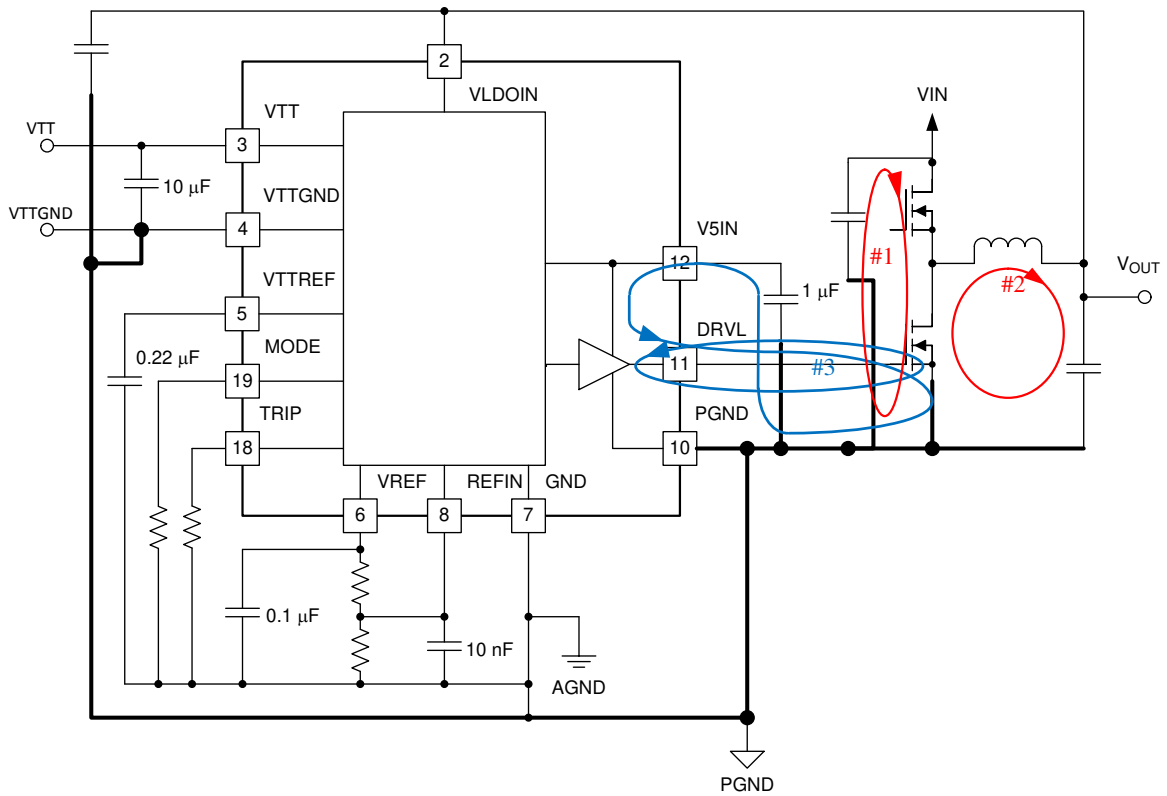 2
VLDOIN
VIN
VTT
VTT
3
10 μF
VTTGND
VTTGND
4
V5IN
12
#1
#2
VOUT
VTTREF
5
1 μF
MODE
DRVL
0.22 μF
19
11
#3
TRIP
PGND
18
10
VREF
REFIN
GND
6
8
7
0.1 μF
10 nF
AGND
PGND